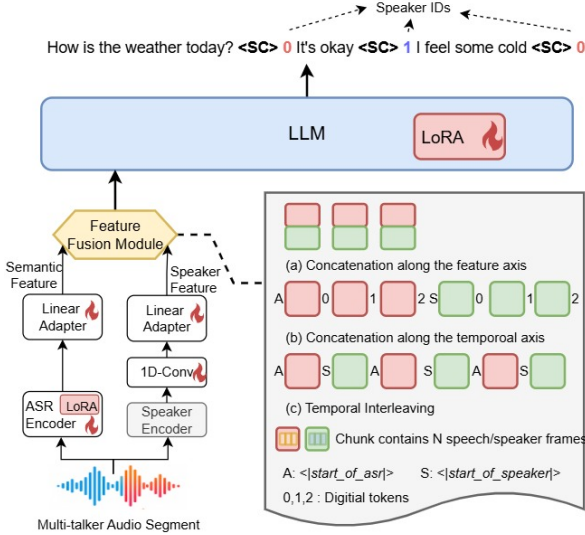 Speaker IDs
How is the weather today? <SC> 0 It's okay <SC> 1 I feel some cold <SC> 0
LLM
LoRA
Feature
Fusion Module
Semantic
Feature
Speaker
Feature
Linear
Adapter
Linear
Adapter
1D-Conv
ASR LoRA
Encoder
Speaker
Encoder
Multi-talker Audio Segment
(a) Concatenation along the feature axis
A 0 1 2 S 0 1 2
(b) Concatenation along the temporoal axis
A S A S A S
(c) Temporal Interleaving
Chunk contains N speech/speaker frames
A: <|start_of_asr|> S: <|start_of_speaker|>
0,1,2 : Digitial tokens